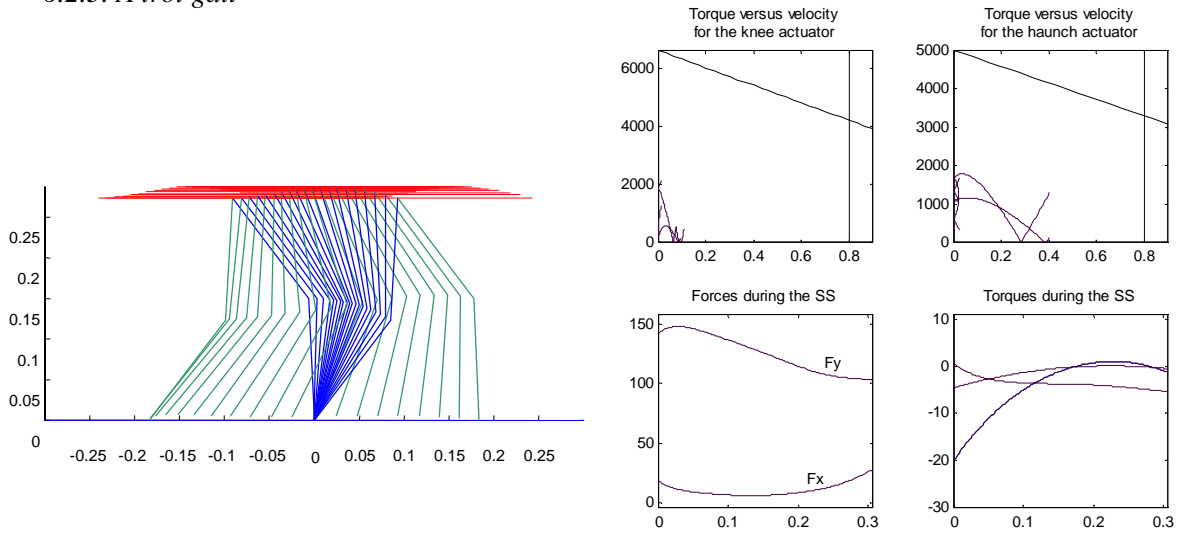 A trot gait
0.25
0.15
0.1
0.05
0
-0.25 -0.2 -0.15 -0.1 -0.05 0 0.05 0.1 0.15 0.2 0.25
Torque versus velocity
for the knee actuator
6000
4000
2000
0
0 0.2 0.4 0.6 0.8
Torque versus velocity
for the haunch actuator
5000
4000
3000
2000
1000
0
0 0.2 0.4 0.6 0.8
Forces during the SS
150
100
50
0
Fy
Fx
0 0.1 0.2 0.3
Torques during the SS
10
0
-10
-20
-30
0 0.1 0.2 0.3